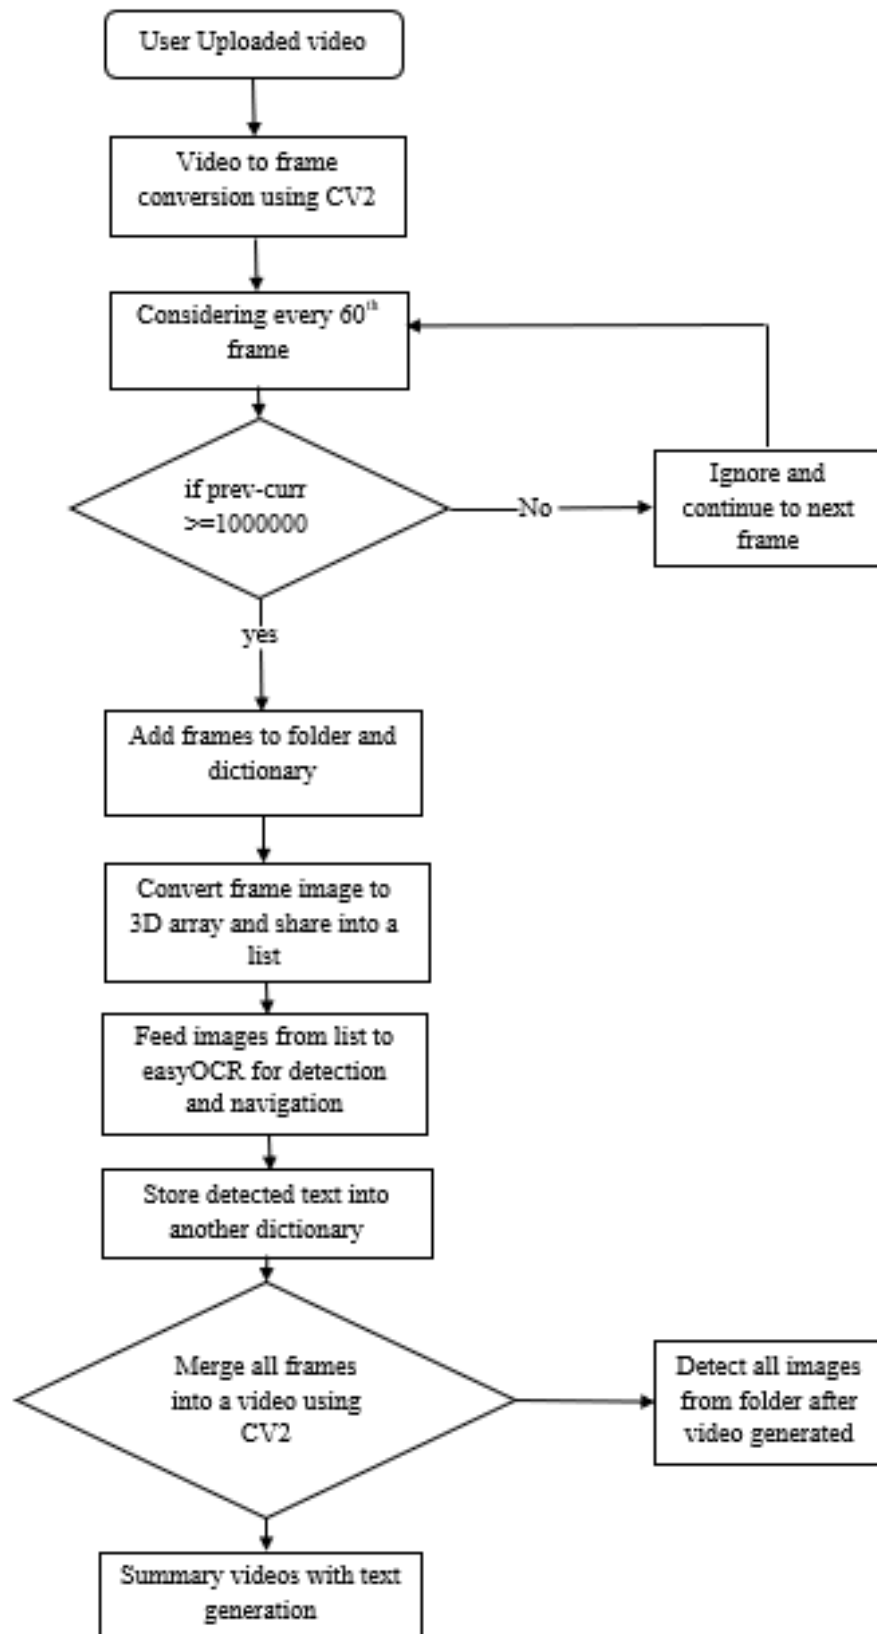 User Uploaded video
Video to frame
conversion using CV2
Considering every 60th
frame
if prev-curr
>=1000000
No
Ignore and
continue to next
frame
yes
Add frames to folder and
dictionary
Convert frame image to
3D array and share into a
list
Feed images from list to
easyOCR for detection
and navigation
Store detected text into
another dictionary
Merge all frames
into a video using
CV2
Detect all images
from folder after
video generated
Summary videos with text
generation